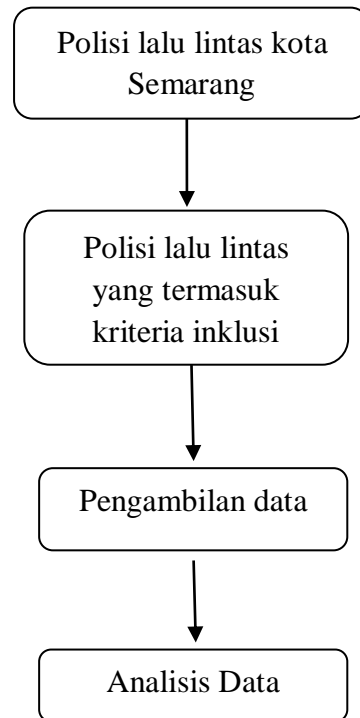 Polisi lalu lintas kota
Semarang
Polisi lalu lintas
yang termasuk
kriteria inklusi
Pengambilan data
Analisis Data